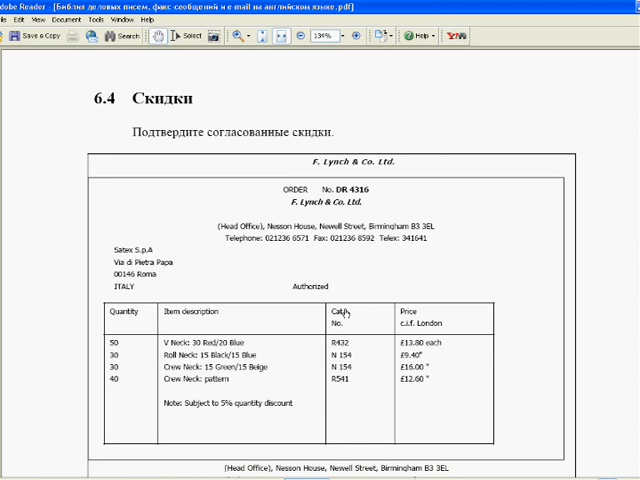 Adobe Reader - [Библия деловых писем, факс-сообщений и e-mail на английском языке.pdf]
File Edit View Document Tools Window Help
Save a Copy Search Select 134% Help Y!
6.4 Скидки
Подтвердите согласованные скидки.
F. Lynch & Co. Ltd.
ORDER No. DR 4316
F. Lynch & Co. Ltd.
(Head Office), Nesson House, Newell Street, Birmingham B3 3EL
Telephone: 021236 6571 Fax: 021236 8592 Telex: 341641
Satex S.p.A
Via di Pietra Papa
00146 Roma
ITALY Authorized
Quantity Item description Cat. Price
No. c.i.f. London
50 V Neck: 30 Red/20 Blue R432 £13.80 each
30 Roll Neck: 15 Black/15 Blue N 154 £9.40"
30 Crew Neck: 15 Green/15 Beige N 154 £16.00 "
40 Crew Neck: pattern R541 £12.60 "
Note: Subject to 5% quantity discount
(Head Office), Nesson House, Newell Street, Birmingham B3 3EL